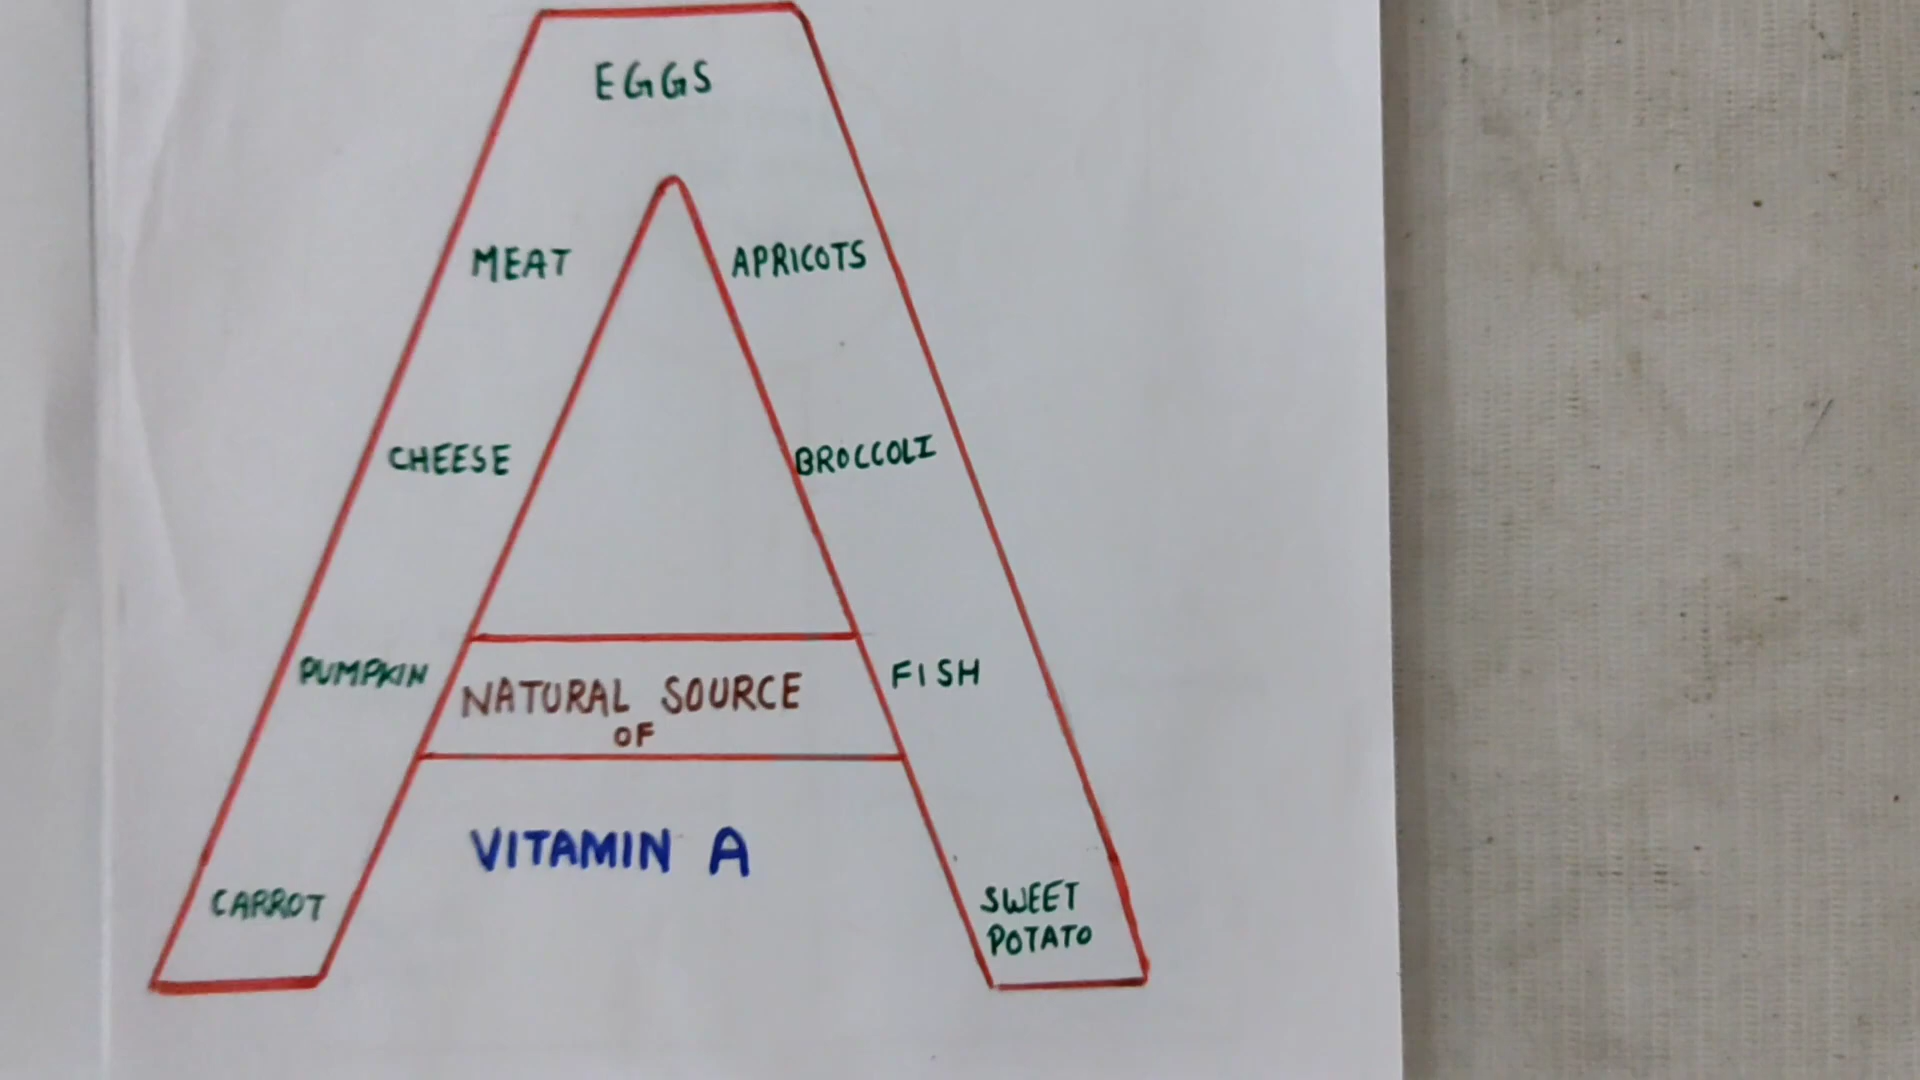 EGGS
MEAT
APRICOTS
CHEESE
BROCCOLI
PUMPKIN
NATURAL SOURCE
OF
FISH
VITAMIN A
CARROT
SWEET
POTATO